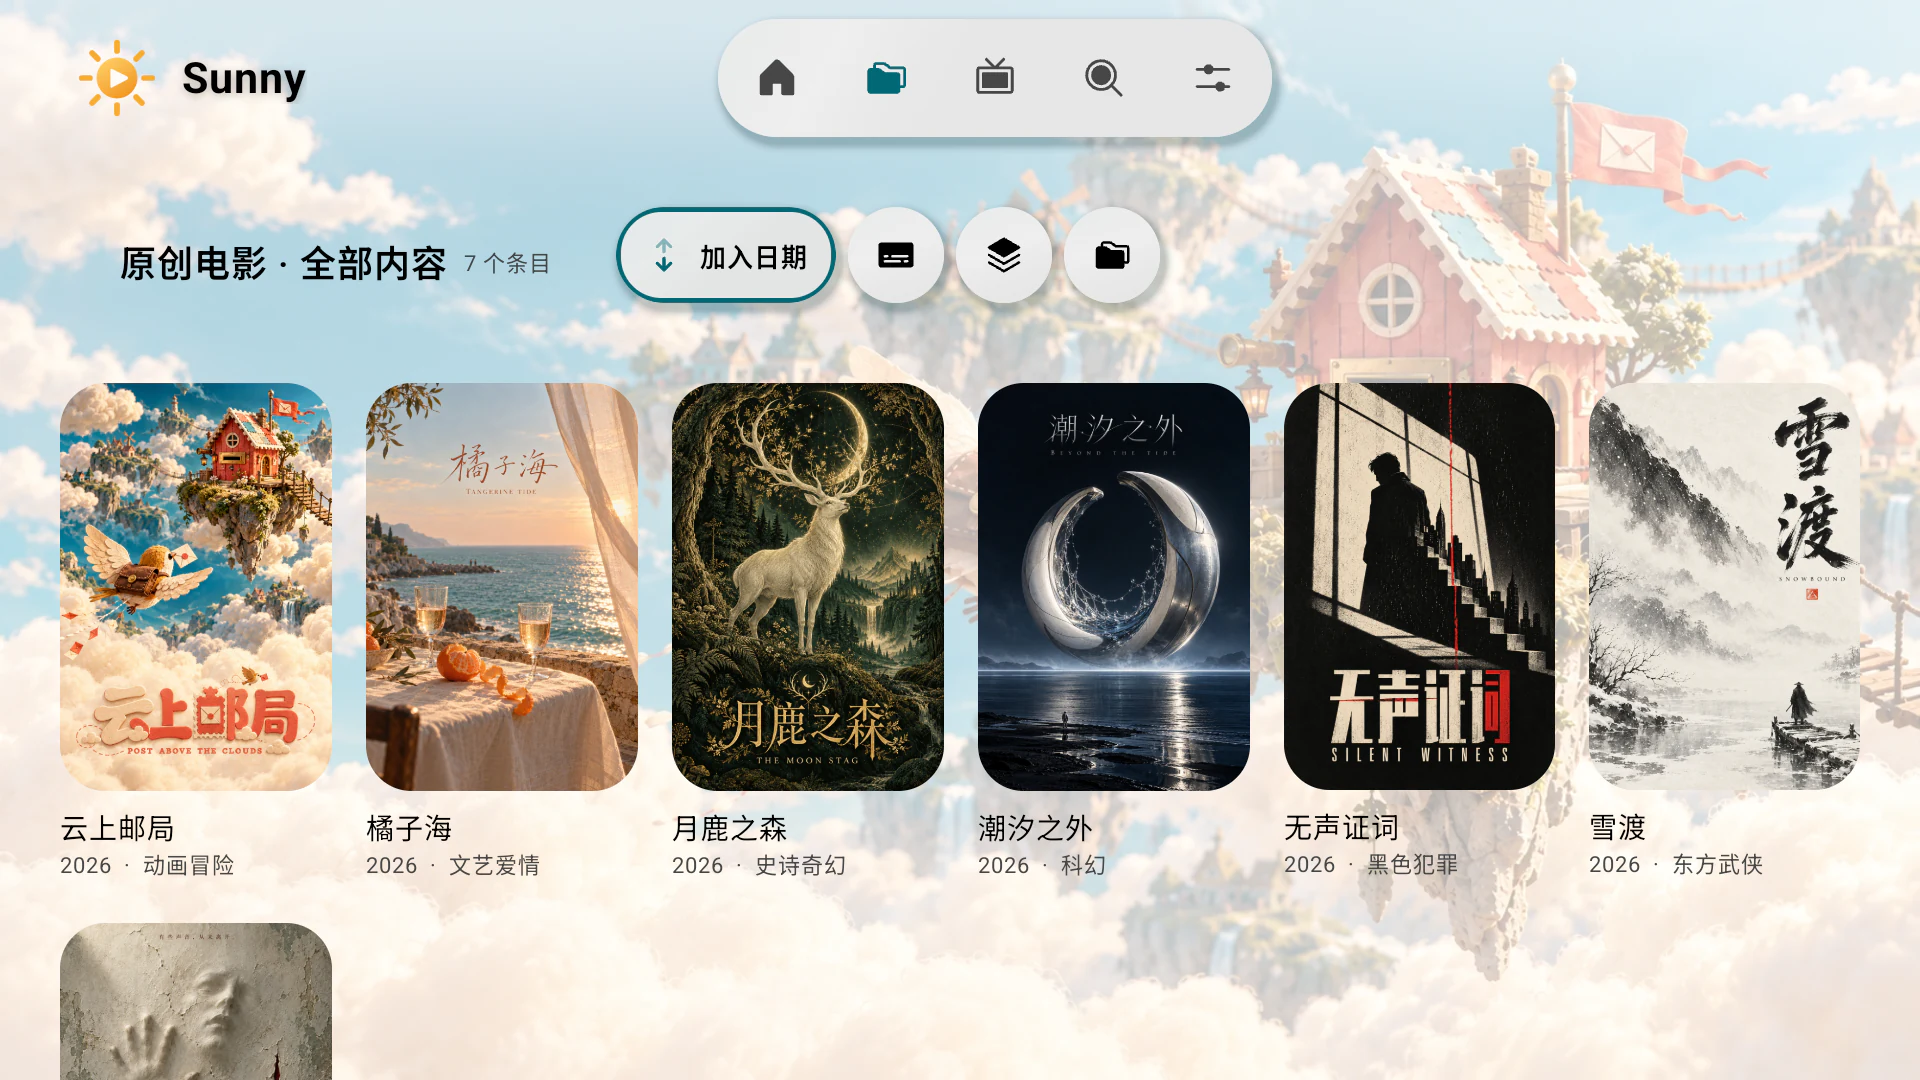 Sunny
原创电影 · 全部内容
7 个条目
加入日期
云上邮局
POST ABOVE THE CLOUDS
橘子海
TANGERINE TIDE
月鹿之森
THE MOON STAG
潮汐之外
BEYOND THE TIDE
无声证词
SILENT WITNESS
雪渡
SNOWBOUND
云上邮局
2026 · 动画冒险
橘子海
2026 · 文艺爱情
月鹿之森
2026 · 史诗奇幻
潮汐之外
2026 · 科幻
无声证词
2026 · 黑色犯罪
雪渡
2026 · 东方武侠